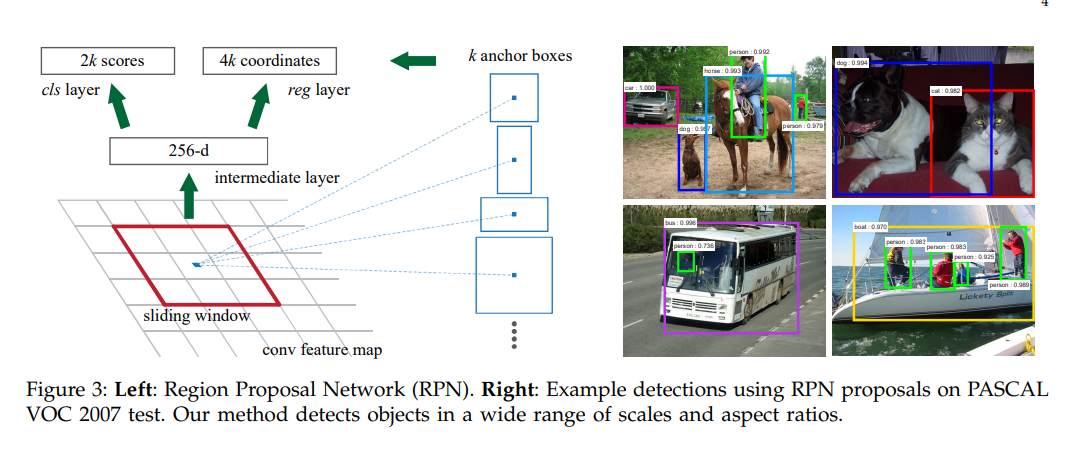 4
2k scores
4k coordinates
k anchor boxes
cls layer
reg layer
256-d
intermediate layer
sliding window
conv feature map
person : 0.992
horse : 0.993
car : 1.000
dog : 0.997
person : 0.979
dog : 0.994
cat : 0.982
bus : 0.996
person : 0.736
boat : 0.970
person : 0.983
person : 0.983
person : 0.925
person : 0.989
Lickety Split
Figure 3: Left: Region Proposal Network (RPN). Right: Example detections using RPN proposals on PASCAL
VOC 2007 test. Our method detects objects in a wide range of scales and aspect ratios.